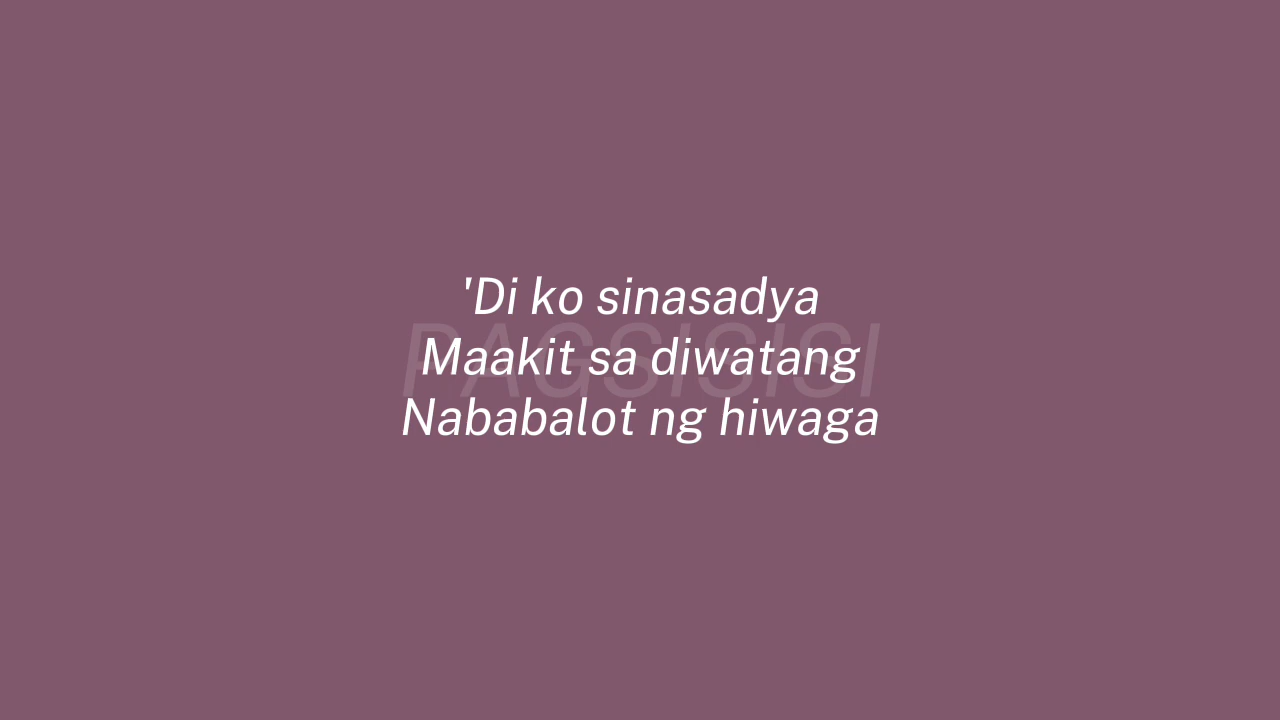 'Di ko sinasadya
PAGSISISI
Maakit sa diwatang
Nababalot ng hiwaga